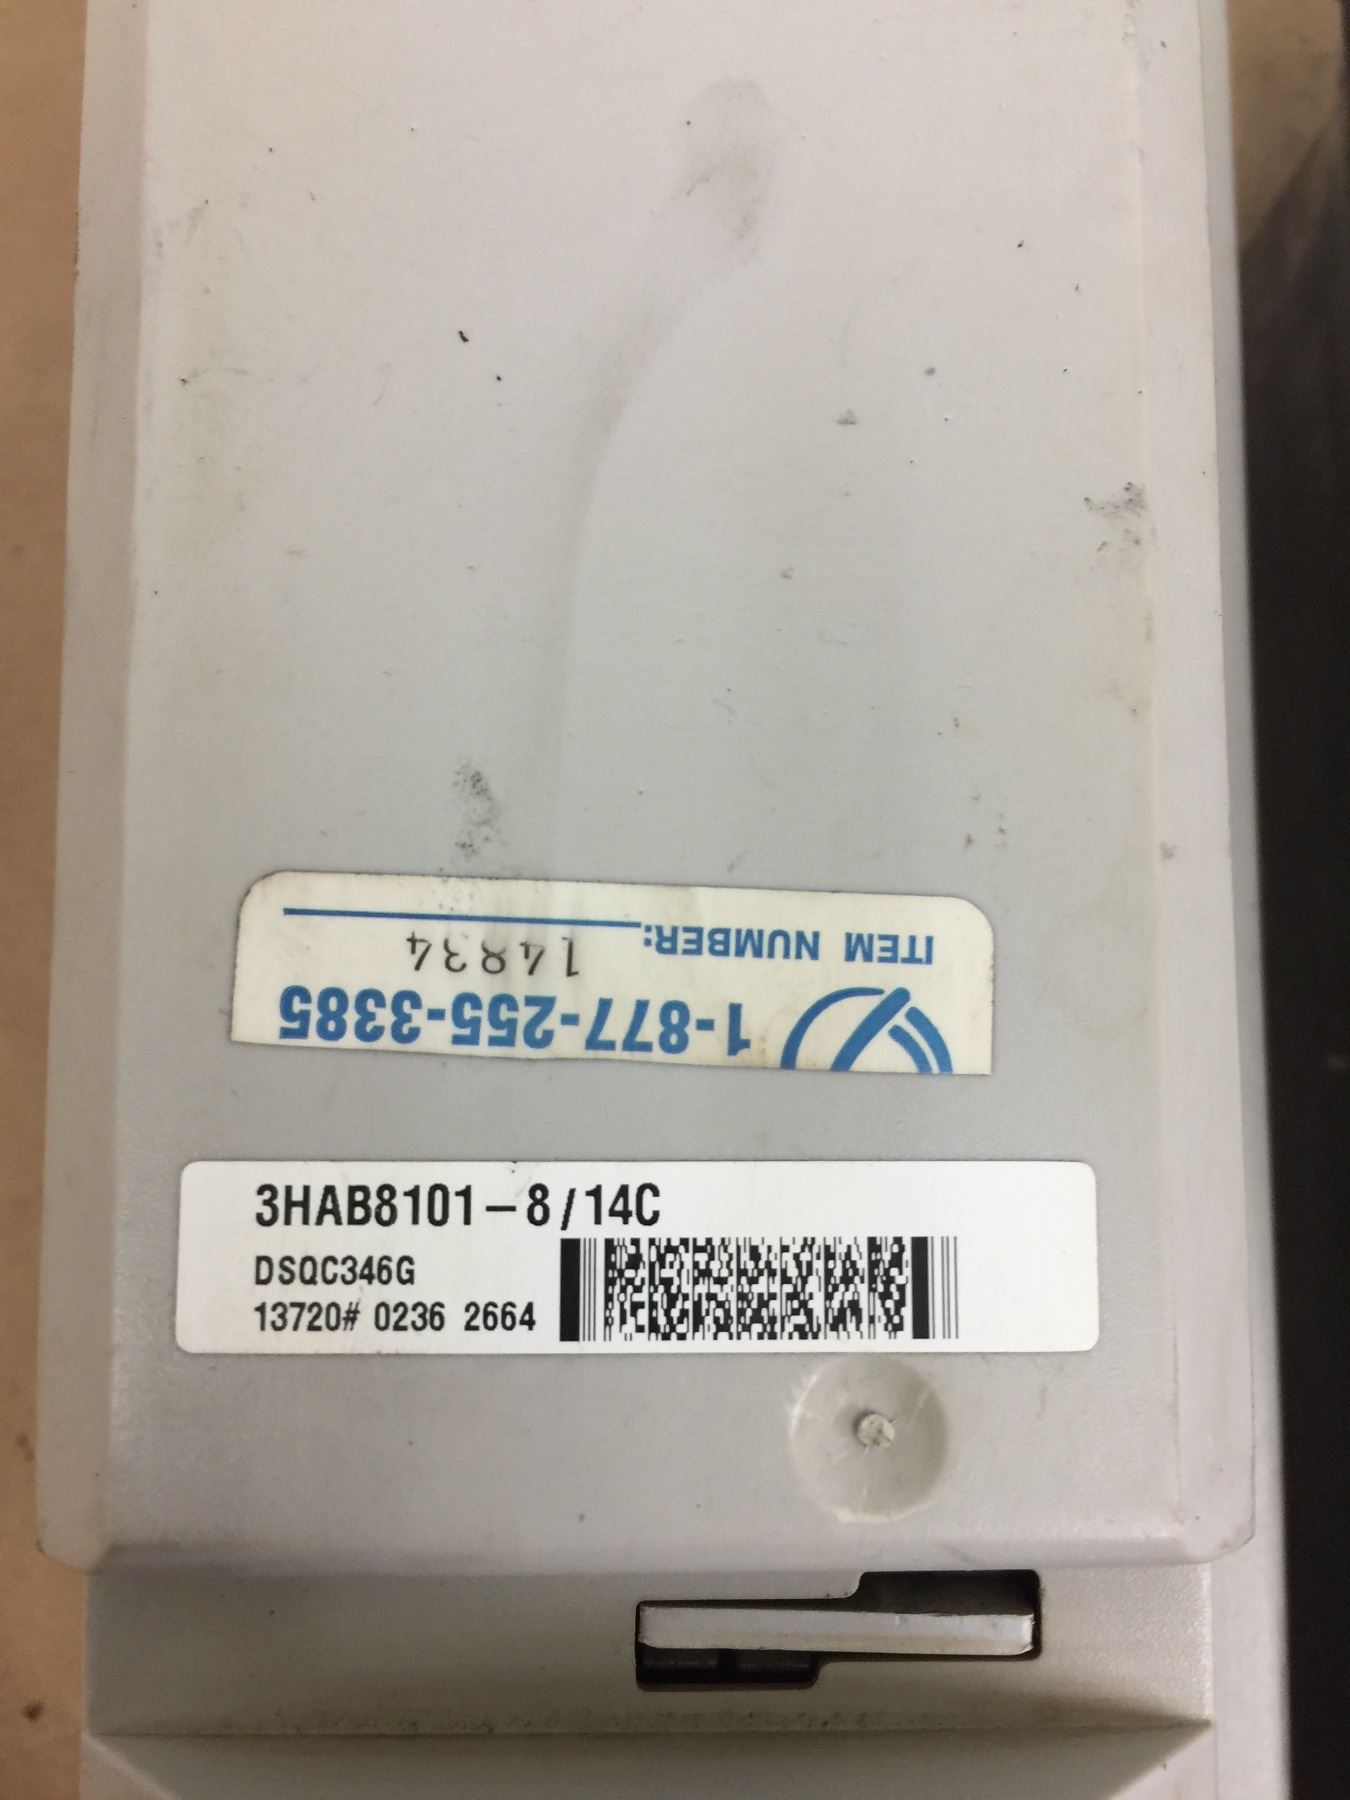 ITEM NUMBER: 14834
1-877-255-3385
3HAB8101-8/14C
DSQC346G
13720# 0236 2664